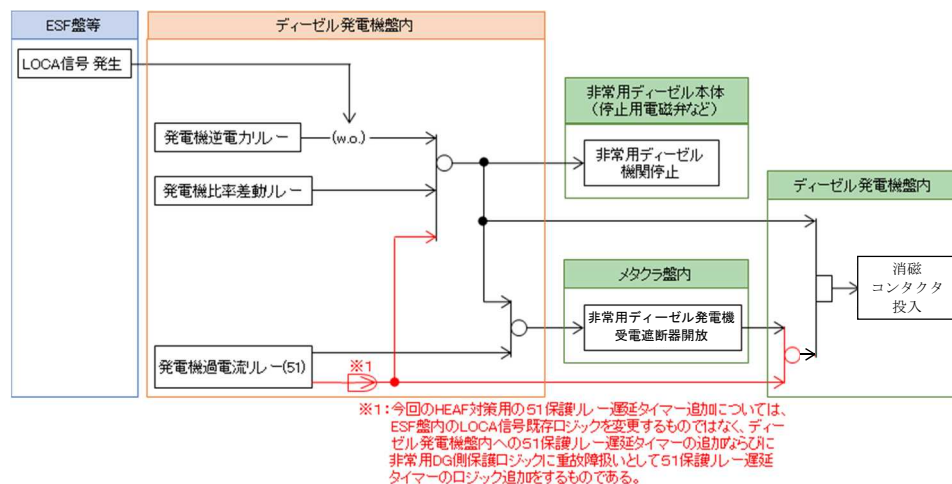 ESF盤等
ディーゼル発電機盤内
LOCA信号 発生
非常用ディーゼル本体
(停止用電磁弁など)
発電機逆電力リレー
(w.o.)
非常用ディーゼル
機関停止
発電機比率差動リレー
ディーゼル発電機盤内
メタクラ盤内
消磁
コンタクタ
投入
非常用ディーゼル発電機
受電遮断器開放
発電機過電流リレー(51)
※1
※1:今回のHEAF対策用の51保護リレー遅延タイマー追加については、
ESF盤内のLOCA信号既存ロジックを変更するものではなく、ディー
ゼル発電機盤内への51保護リレー遅延タイマーの追加ならびに
非常用DG側保護ロジックに重故障扱いとして51保護リレー遅延
タイマーのロジック追加をするものである。